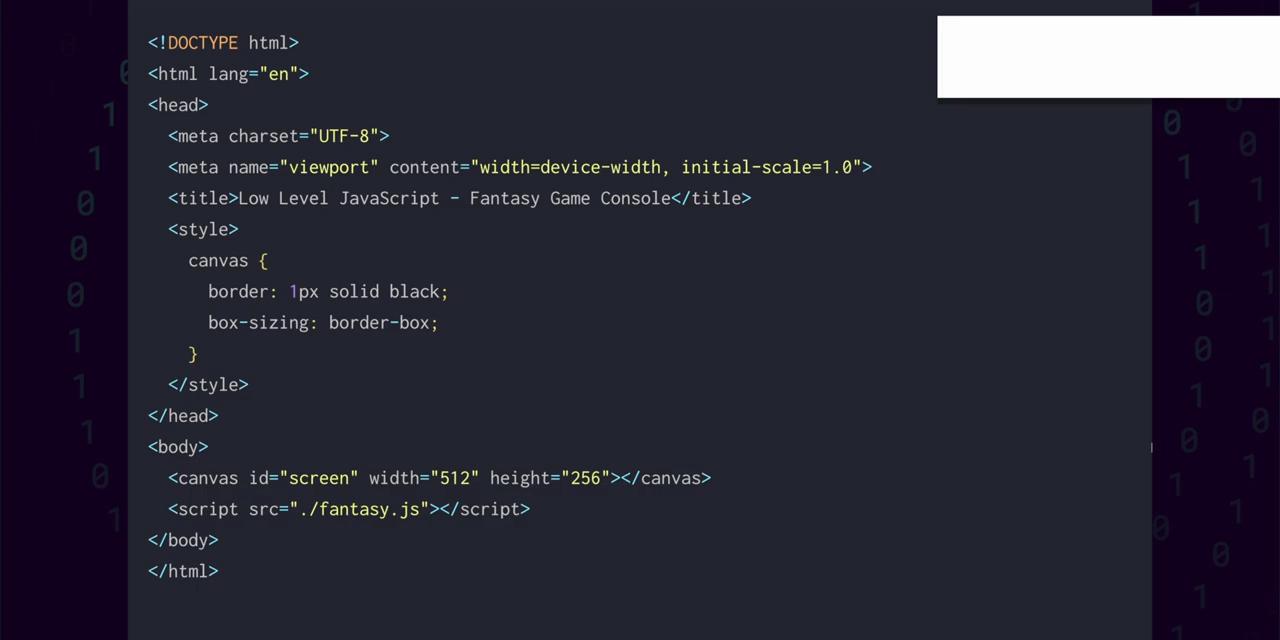 <!DOCTYPE html>
<html lang="en">
<head>
  <meta charset="UTF-8">
  <meta name="viewport" content="width=device-width, initial-scale=1.0">
  <title>Low Level JavaScript - Fantasy Game Console</title>
  <style>
    canvas {
      border: 1px solid black;
      box-sizing: border-box;
    }
  </style>
</head>
<body>
  <canvas id="screen" width="512" height="256"></canvas>
  <script src="./fantasy.js"></script>
</body>
</html>